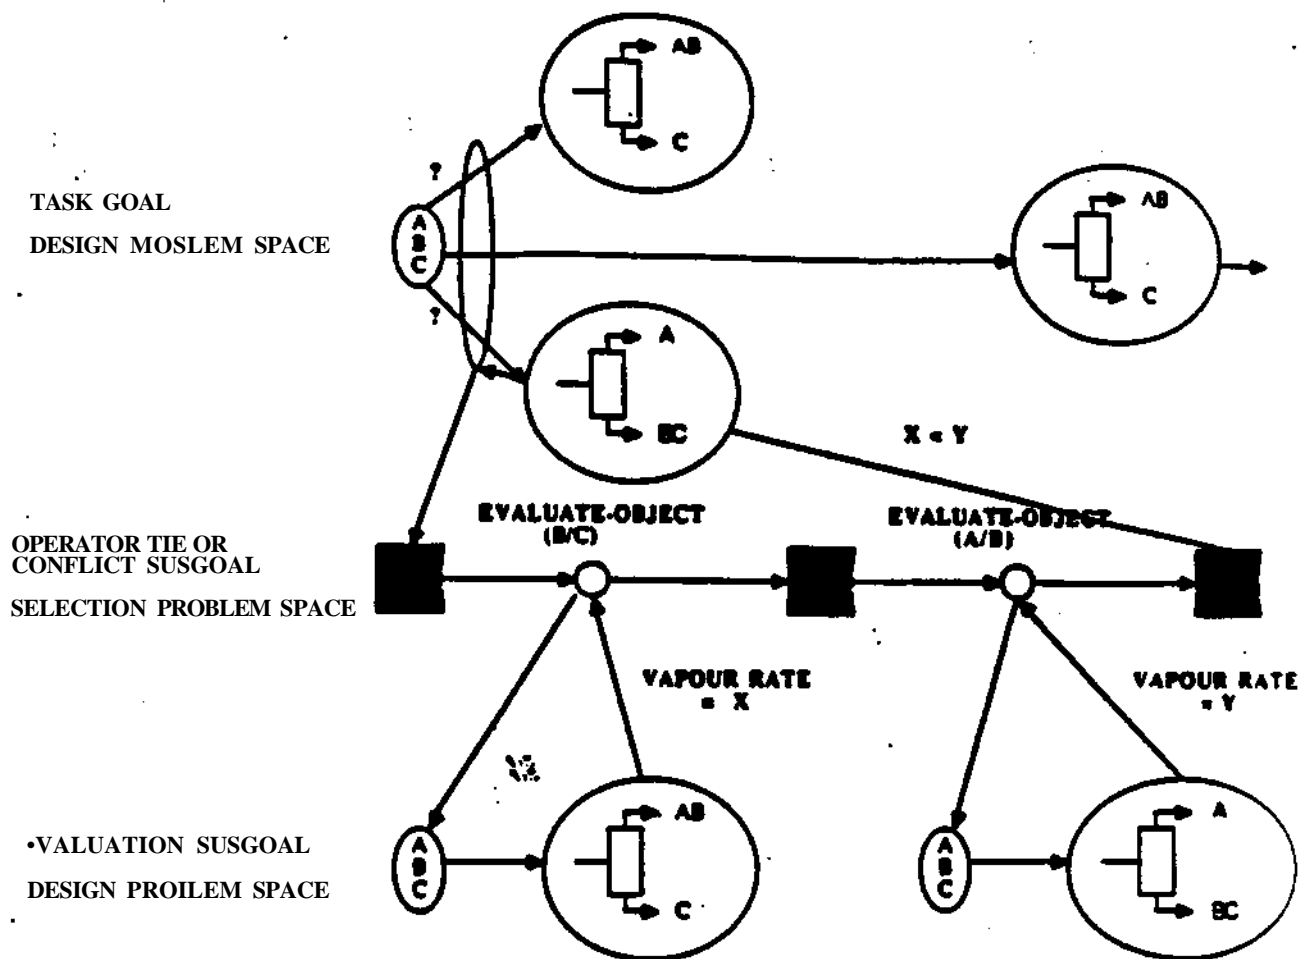 AB
C
?
TASK GOAL
DESIGN MOSLEM SPACE
A
B
C
AB
C
?
A
BC
X < Y
EVALUATE-OBJECT
(B/C)
EVALUATE-OBJECT
(A/B)
OPERATOR TIE OR
CONFLICT SUSGOAL
SELECTION PROBLEM SPACE
VAPOUR RATE
= X
VAPOUR RATE
= Y
•VALUATION SUSGOAL
DESIGN PROILEM SPACE
A
B
C
AB
C
A
B
C
A
BC